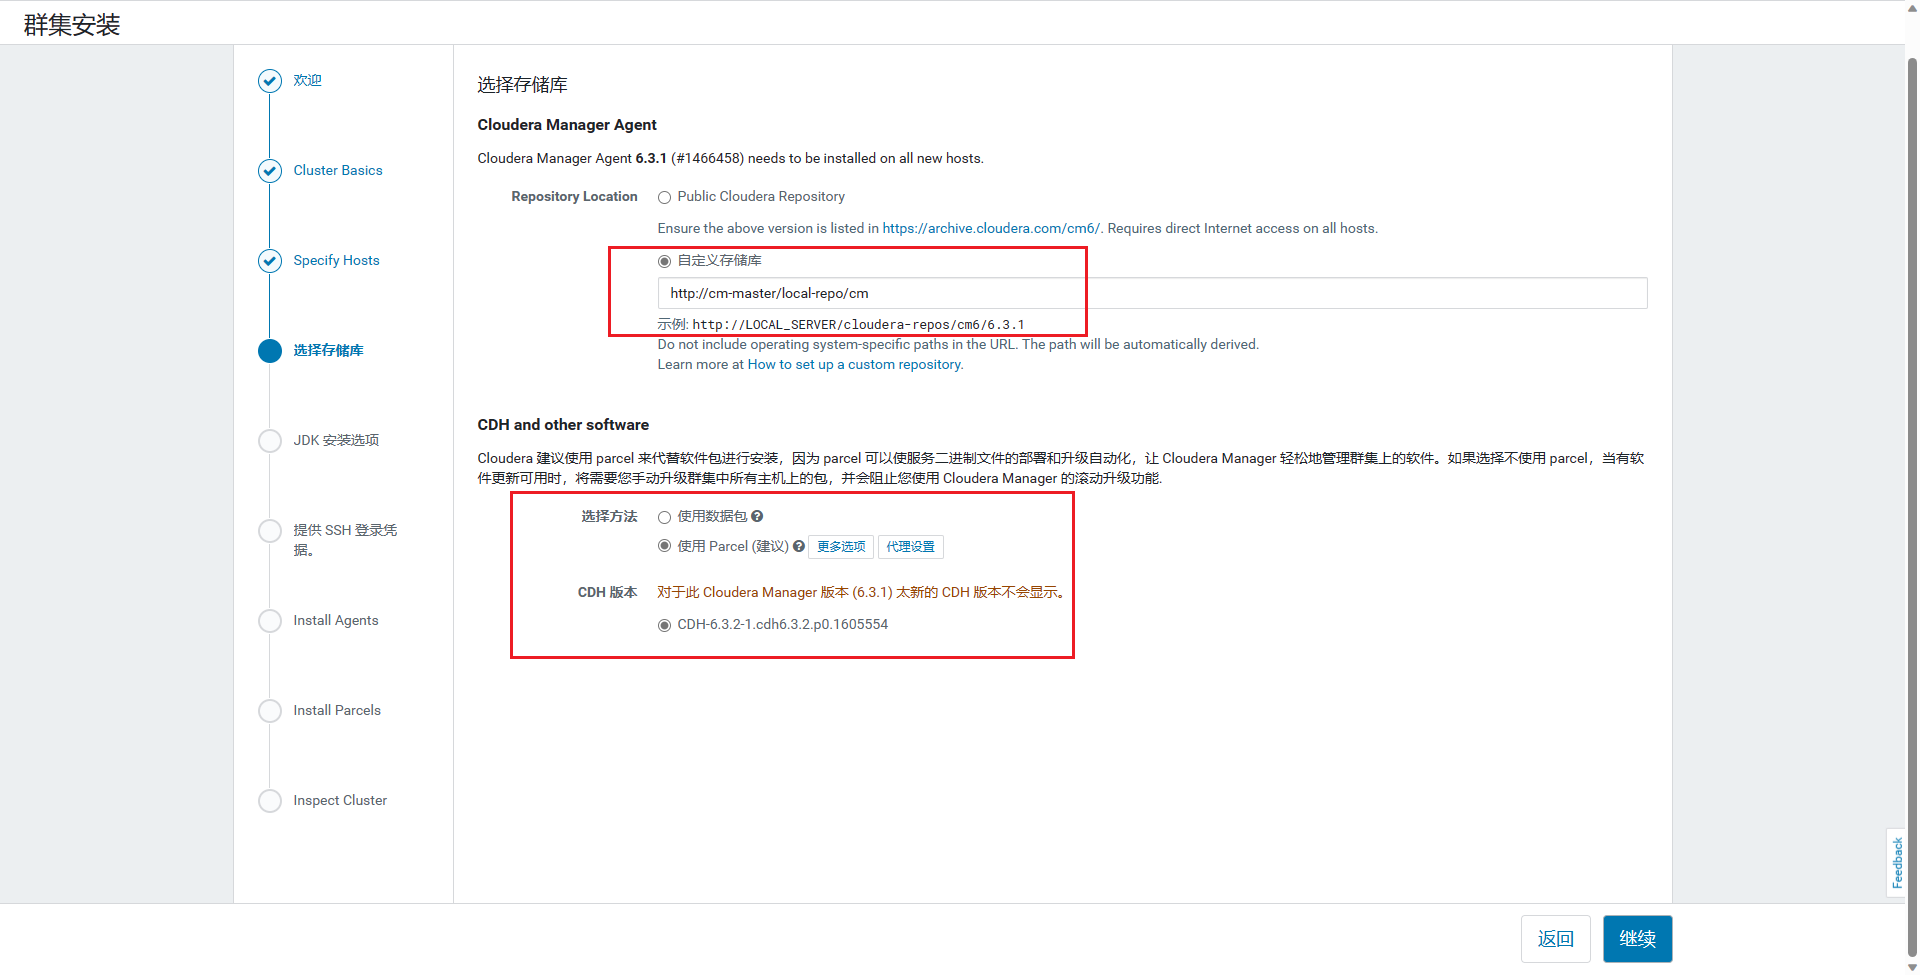 群集安装
欢迎
Cluster Basics
Specify Hosts
选择存储库
JDK 安装选项
提供 SSH 登录凭
据。
Install Agents
Install Parcels
Inspect Cluster
选择存储库
Cloudera Manager Agent
Cloudera Manager Agent 6.3.1 (#1466458) needs to be installed on all new hosts.
Repository Location Public Cloudera Repository
Ensure the above version is listed in https://archive.cloudera.com/cm6/. Requires direct Internet access on all hosts.
自定义存储库
http://cm-master/local-repo/cm
示例: http://LOCAL_SERVER/cloudera-repos/cm6/6.3.1
Do not include operating system-specific paths in the URL. The path will be automatically derived.
Learn more at How to set up a custom repository.
CDH and other software
Cloudera 建议使用 parcel 来代替软件包进行安装，因为 parcel 可以使服务二进制文件的部署和升级自动化，让 Cloudera Manager 轻松地管理群集上的软件。如果选择不使用 parcel，当有软
件更新可用时，将需要您手动升级群集中所有主机上的包，并会阻止您使用 Cloudera Manager 的滚动升级功能.
选择方法 使用数据包
使用 Parcel (建议) 更多选项 代理设置
CDH 版本 对于此 Cloudera Manager 版本 (6.3.1) 太新的 CDH 版本不会显示。
CDH-6.3.2-1.cdh6.3.2.p0.1605554
Feedback
返回 继续